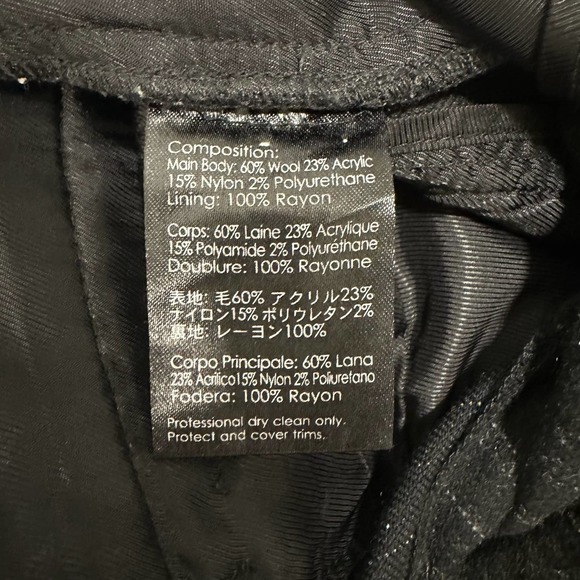 Composition:
Main Body: 60% Wool 23% Acrylic
15% Nylon 2% Polyurethane
Lining: 100% Rayon
Corps: 60% Laine 23% Acrylique
15% Polyamide 2% Polyuréthane
Doublure: 100% Rayonne
表地: 毛60% アクリル23%
ナイロン15% ポリウレタン2%
裏地: レーヨン100%
Corpo Principale: 60% Lana
23% Acrilico15% Nylon 2% Poliuretano
Fodera: 100% Rayon
Professional dry clean only.
Protect and cover trims.